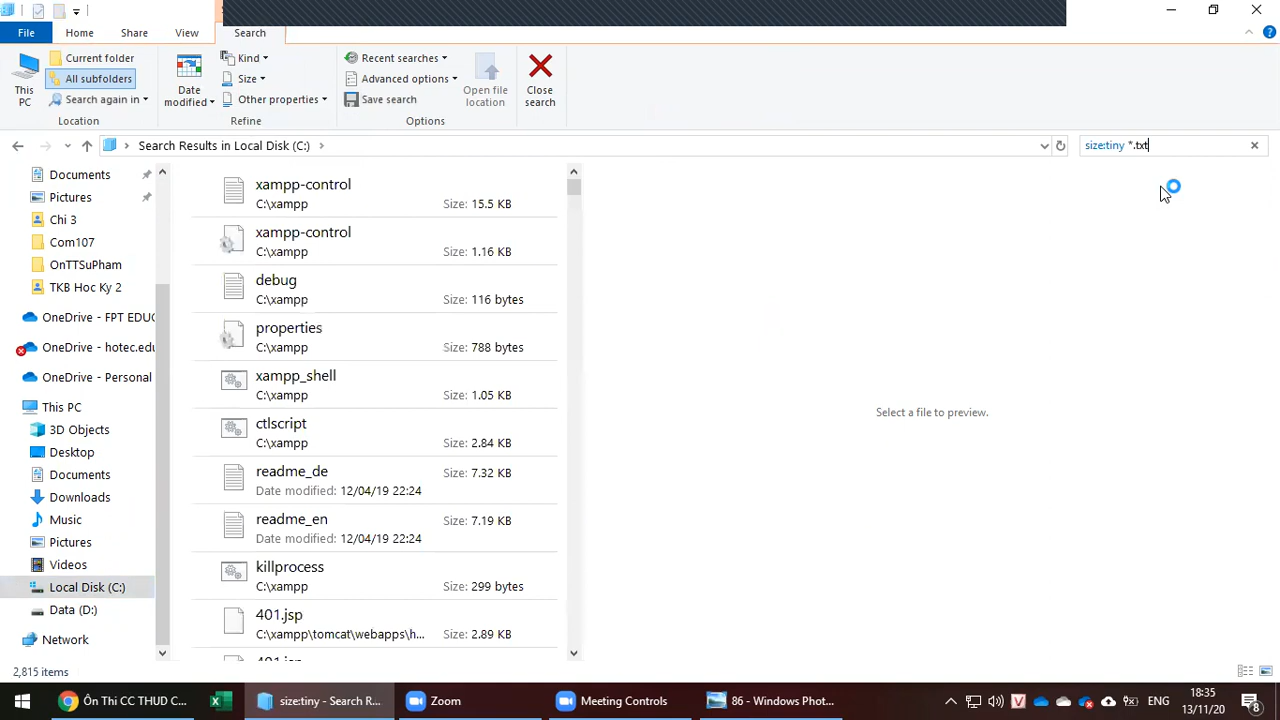 File
Home
Share
View
Search
This PC
Current folder
All subfolders
Search again in
Location
Date modified
Kind
Size
Other properties
Refine
Recent searches
Advanced options
Save search
Options
Open file location
Close search
Search Results in Local Disk (C:)
size:tiny *.txt
Documents
Pictures
Chi 3
Com107
OnTTSuPham
TKB Hoc Ky 2
OneDrive - FPT EDUC
OneDrive - hotec.edu
OneDrive - Personal
This PC
3D Objects
Desktop
Documents
Downloads
Music
Pictures
Videos
Local Disk (C:)
Data (D:)
Network
xampp-control
C:\xampp Size: 15.5 KB
xampp-control
C:\xampp Size: 1.16 KB
debug
C:\xampp Size: 116 bytes
properties
C:\xampp Size: 788 bytes
xampp_shell
C:\xampp Size: 1.05 KB
ctlscript
C:\xampp Size: 2.84 KB
readme_de Size: 7.32 KB
Date modified: 12/04/19 22:24
readme_en Size: 7.19 KB
Date modified: 12/04/19 22:24
killprocess
C:\xampp Size: 299 bytes
401.jsp
C:\xampp\tomcat\webapps\h... Size: 2.89 KB
Select a file to preview.
2,815 items
Ôn Thi CC THUD C...
size:tiny - Search R...
Zoom
Meeting Controls
86 - Windows Phot...
ENG
18:35
13/11/20
8